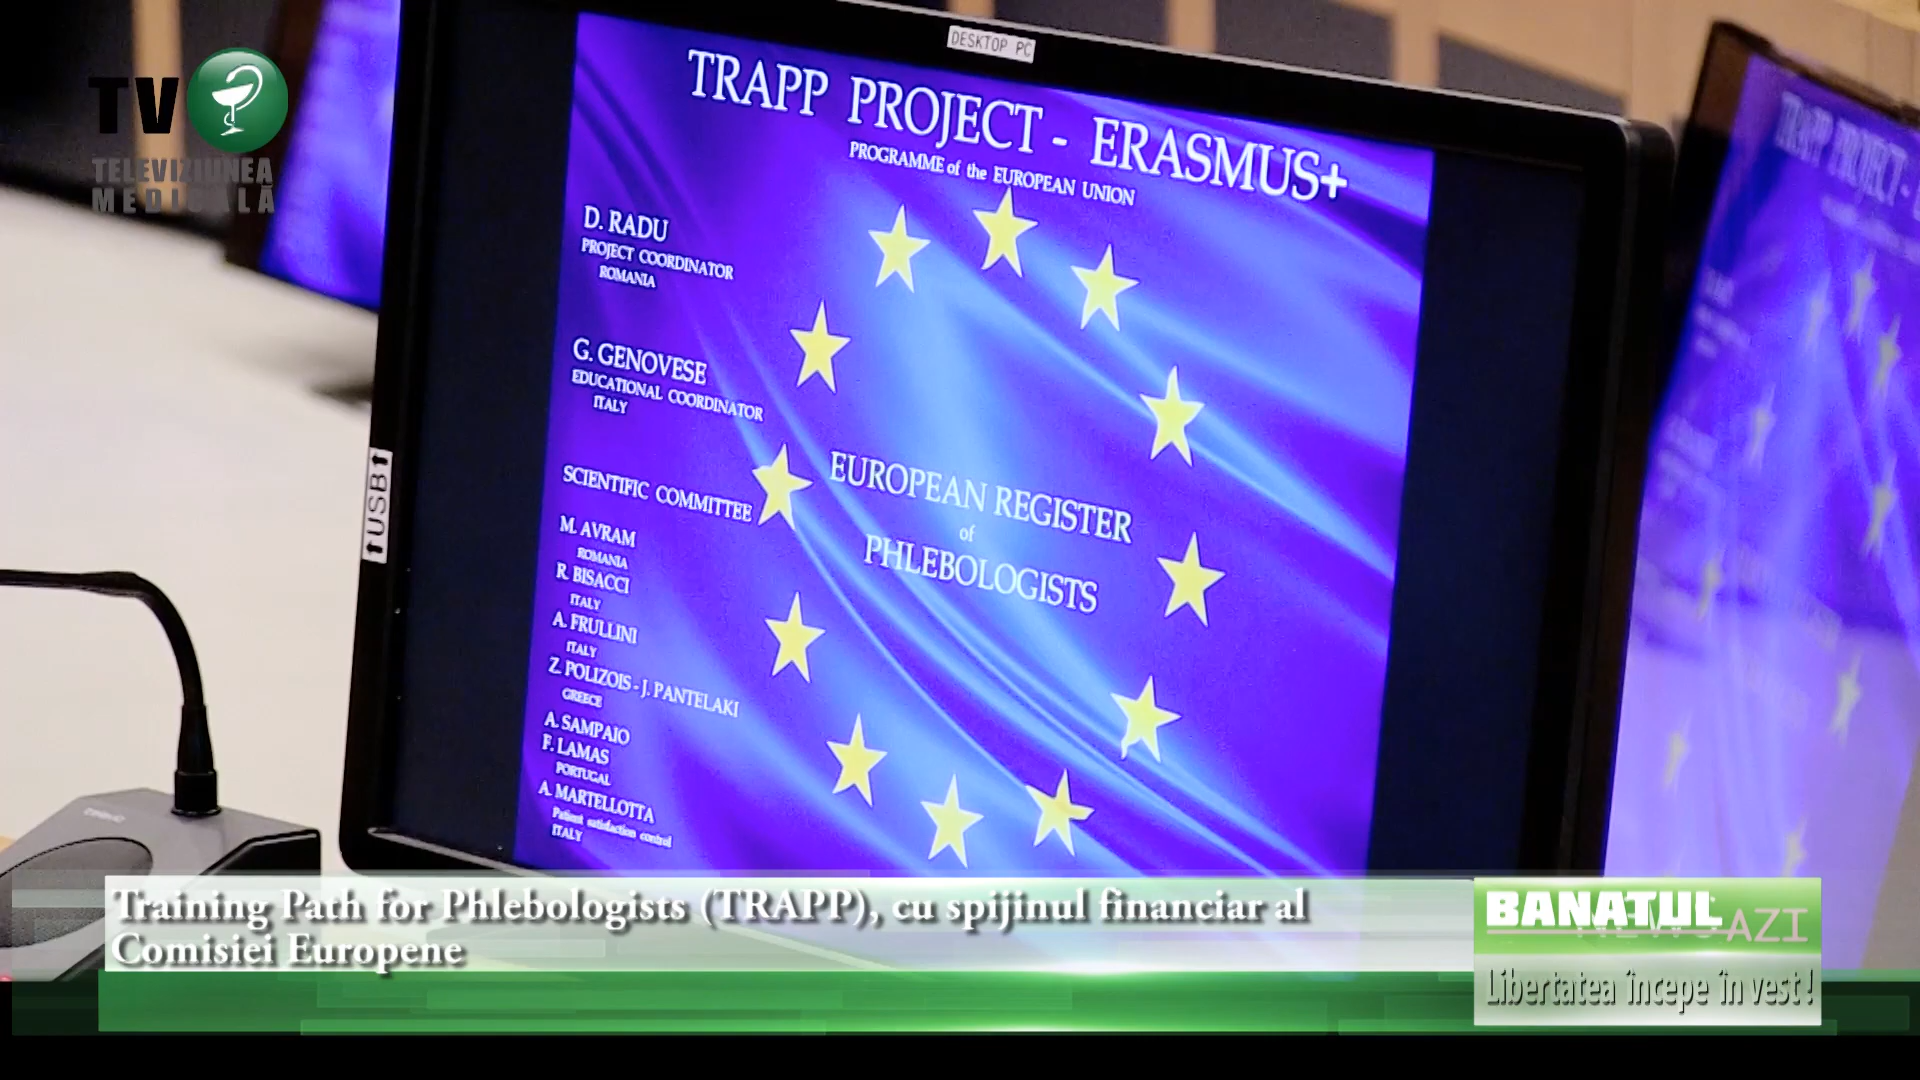 TV
TELEVIZIUNEA
MEDICALĂ
DESKTOP PC
TRAPP PROJECT - ERASMUS+
PROGRAMME of the EUROPEAN UNION
D. RADU
PROJECT COORDINATOR
ROMANIA
G. GENOVESE
EDUCATIONAL COORDINATOR
ITALY
SCIENTIFIC COMMITTEE
M. AVRAM
ROMANIA
R. BISACCI
ITALY
A. FRULLINI
ITALY
Z. POLIZOIS - J. PANTELAKI
GREECE
A. SAMPAIO
F. LAMAS
PORTUGAL
A. MARTELLOTTA
Patient satisfaction control
ITALY
EUROPEAN REGISTER
of
PHLEBOLOGISTS
USB
TRAPP PROJECT -
Training Path for Phlebologists (TRAPP), cu spijinul financiar al
Comisiei Europene
BANATUL
AZI
Libertatea începe în vest!